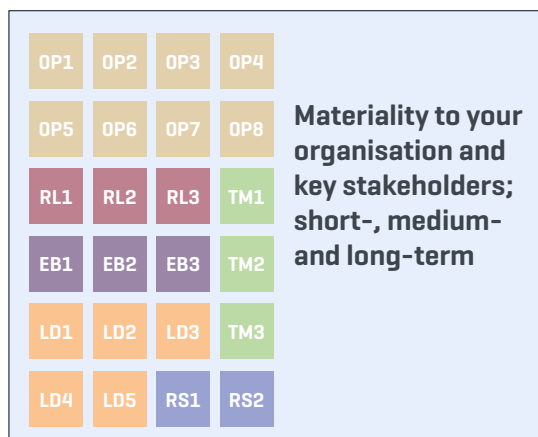 OP1 OP2 OP3 OP4
OP5 OP6 OP7 OP8
RL1 RL2 RL3 TM1
EB1 EB2 EB3 TM2
LD1 LD2 LD3 TM3
LD4 LD5 RS1 RS2
Materiality to your
organisation and
key stakeholders;
short-, medium-
and long-term